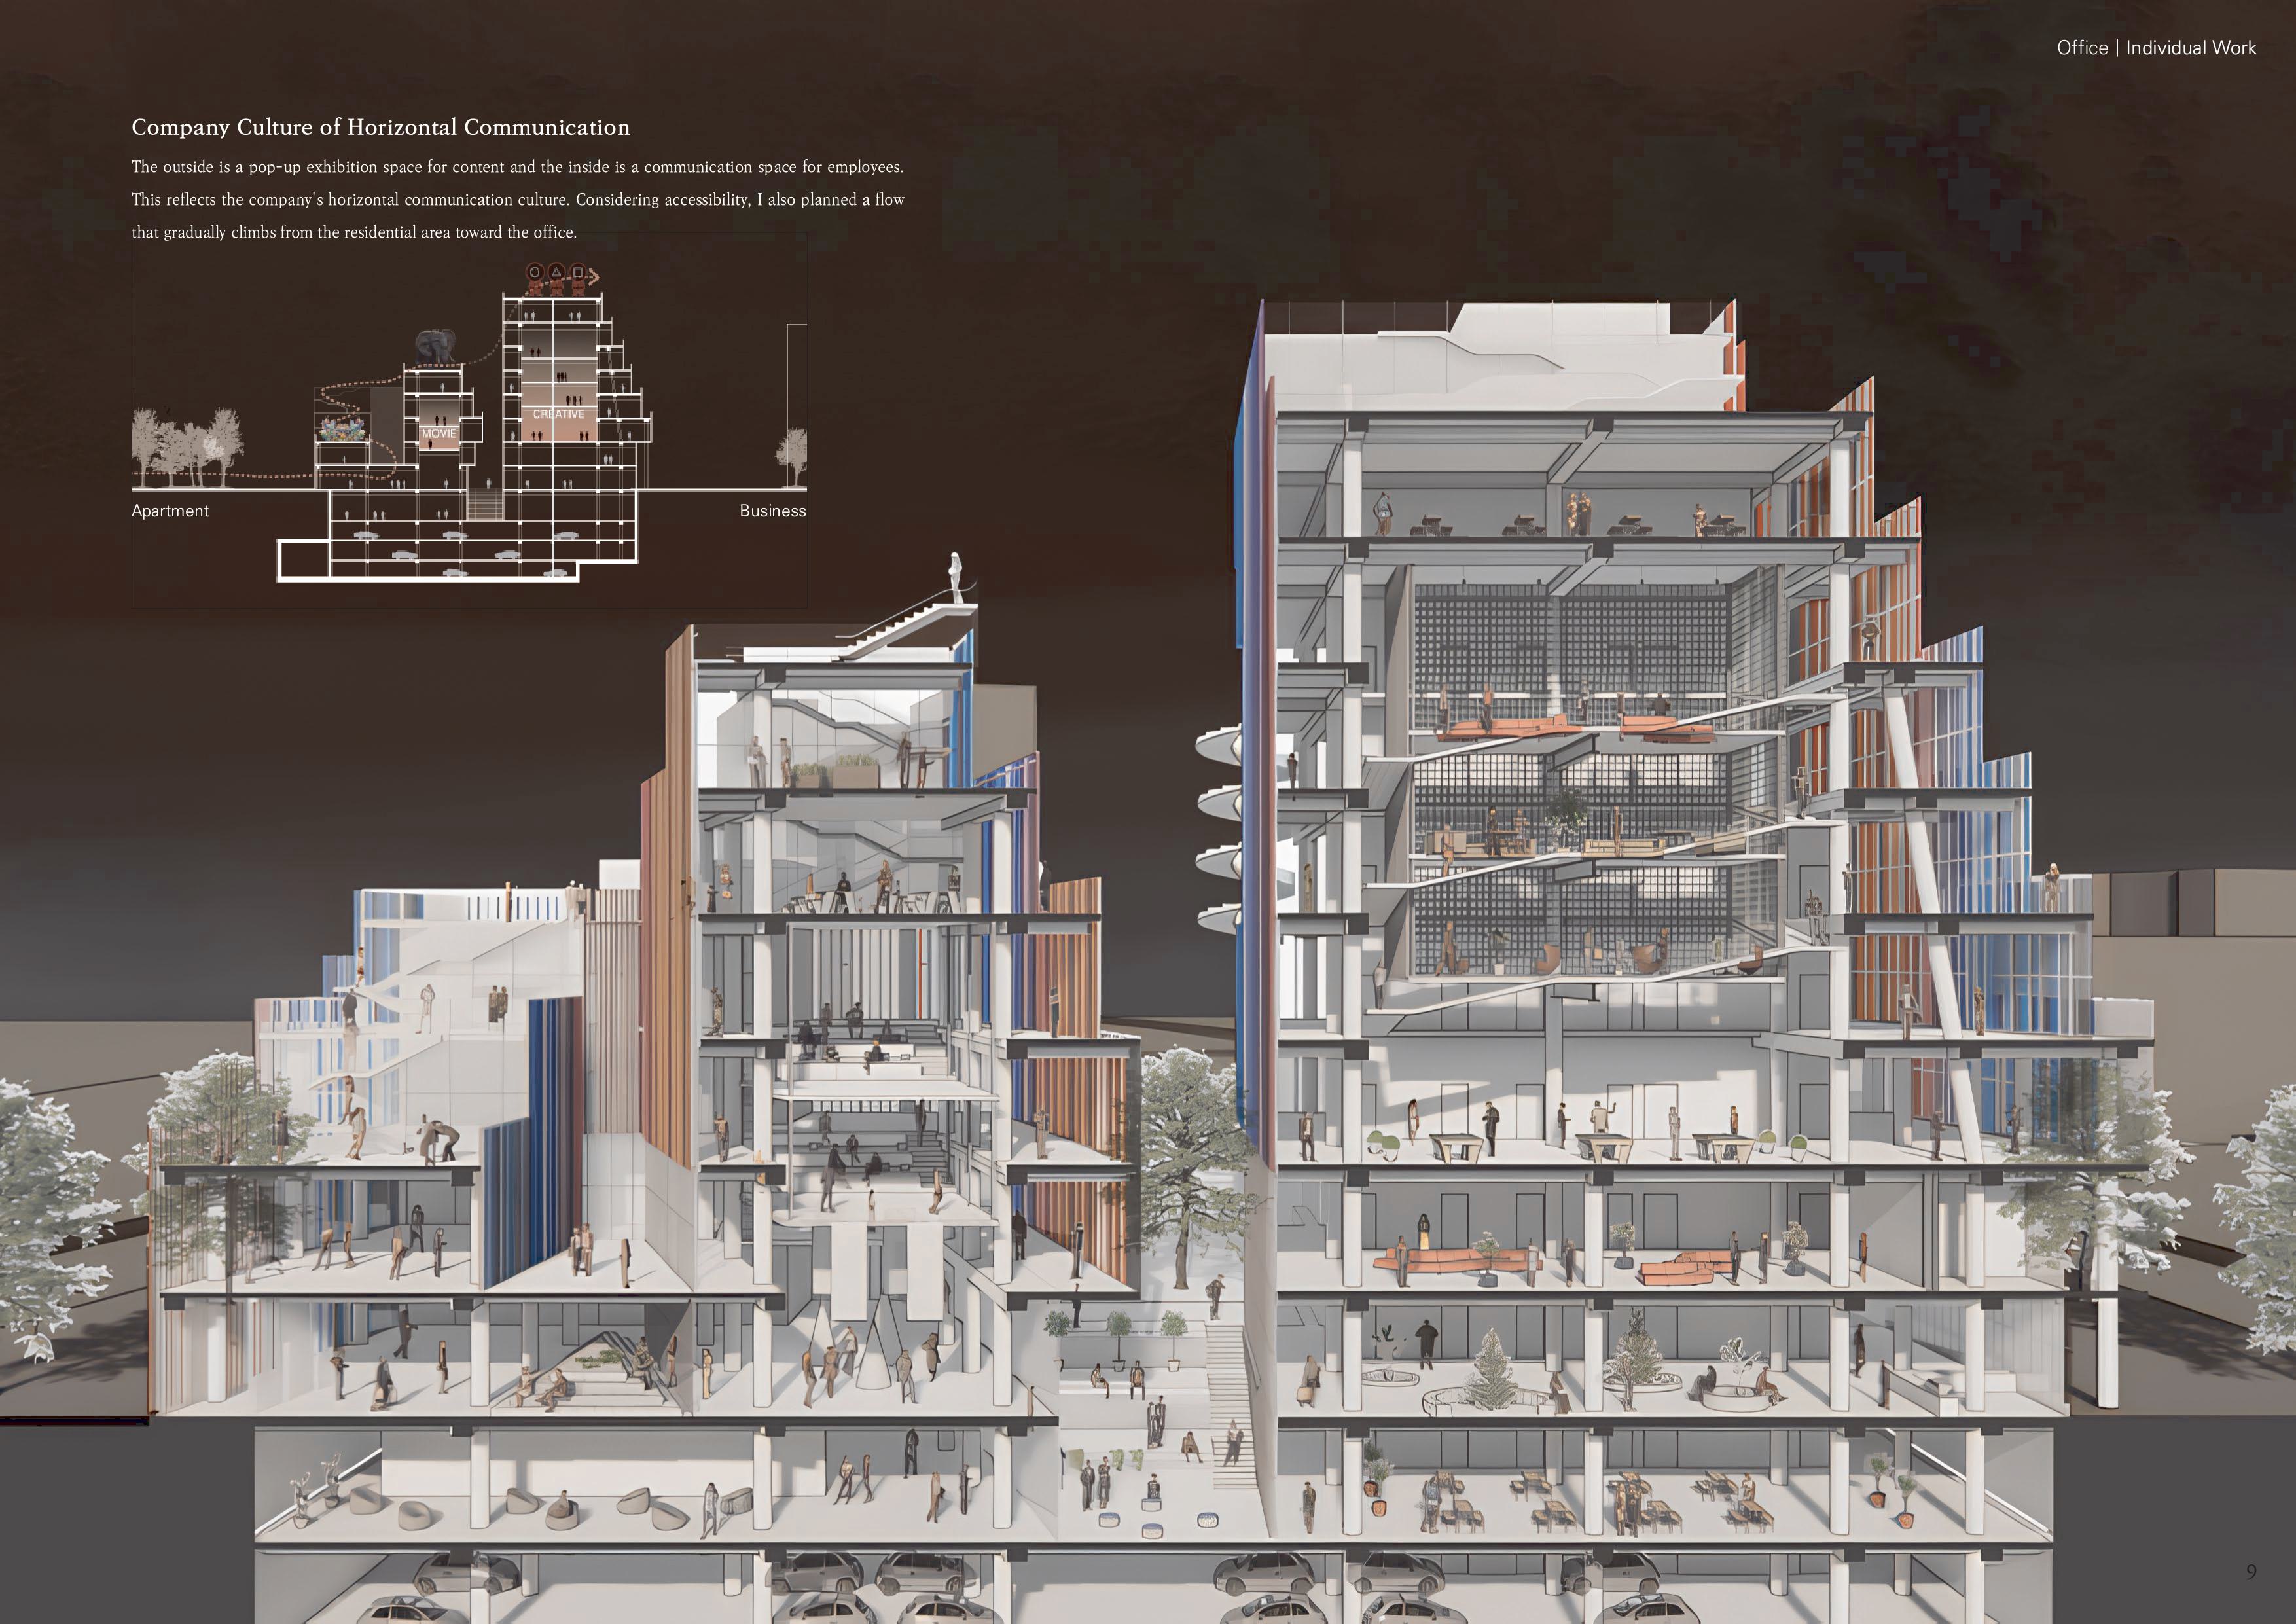 Office | Individual Work
Company Culture of Horizontal Communication
The outside is a pop-up exhibition space for content and the inside is a communication space for employees.
This reflects the company's horizontal communication culture. Considering accessibility, I also planned a flow
that gradually climbs from the residential area toward the office.
CREATIVE
MOVIE
Apartment
Business
9